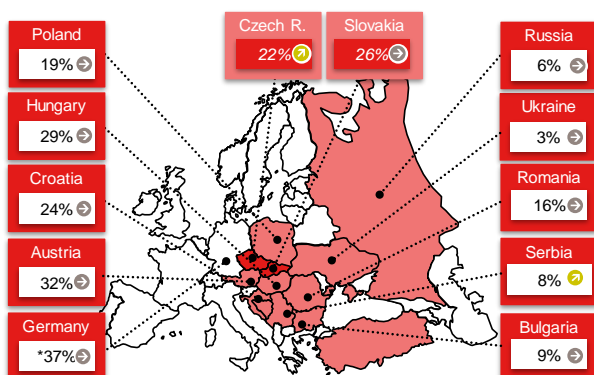 Czech R.
22%
Slovakia
26%
Poland
19%
Hungary
29%
Croatia
24%
Austria
32%
Germany
*37%
Russia
6%
Ukraine
3%
Romania
16%
Serbia
8%
Bulgaria
9%